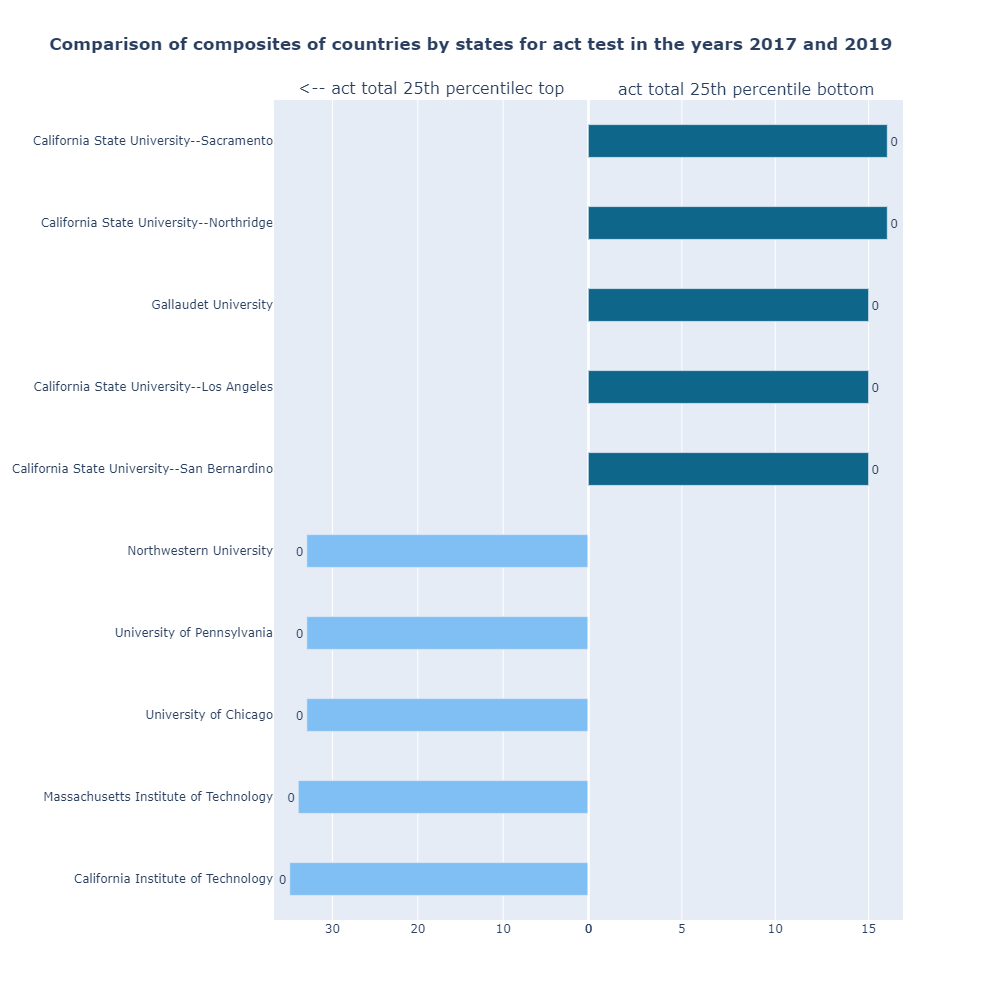 Comparison of composites of countries by states for act test in the years 2017 and 2019
<-- act total 25th percentilec top
act total 25th percentile bottom
California State University--Sacramento
0
California State University--Northridge
0
Gallaudet University
0
California State University--Los Angeles
0
California State University--San Bernardino
0
Northwestern University
0
University of Pennsylvania
0
University of Chicago
0
Massachusetts Institute of Technology
0
California Institute of Technology
0
30 20 10 0 5 10 15